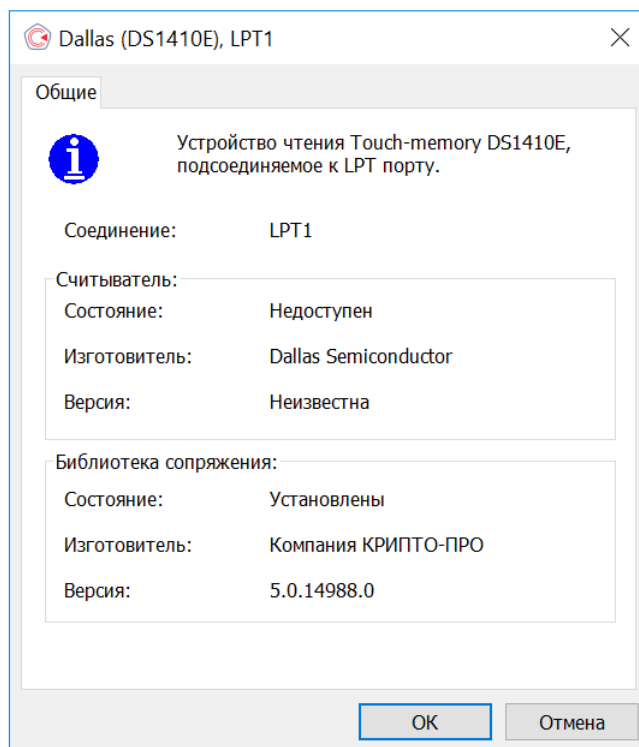 Dallas (DS1410E), LPT1
Общие
Устройство чтения Touch-memory DS1410E,
подсоединяемое к LPT порту.
Соединение: LPT1
Считыватель:
Состояние: Недоступен
Изготовитель: Dallas Semiconductor
Версия: Неизвестна
Библиотека сопряжения:
Состояние: Установлены
Изготовитель: Компания КРИПТО-ПРО
Версия: 5.0.14988.0
ОК Отмена